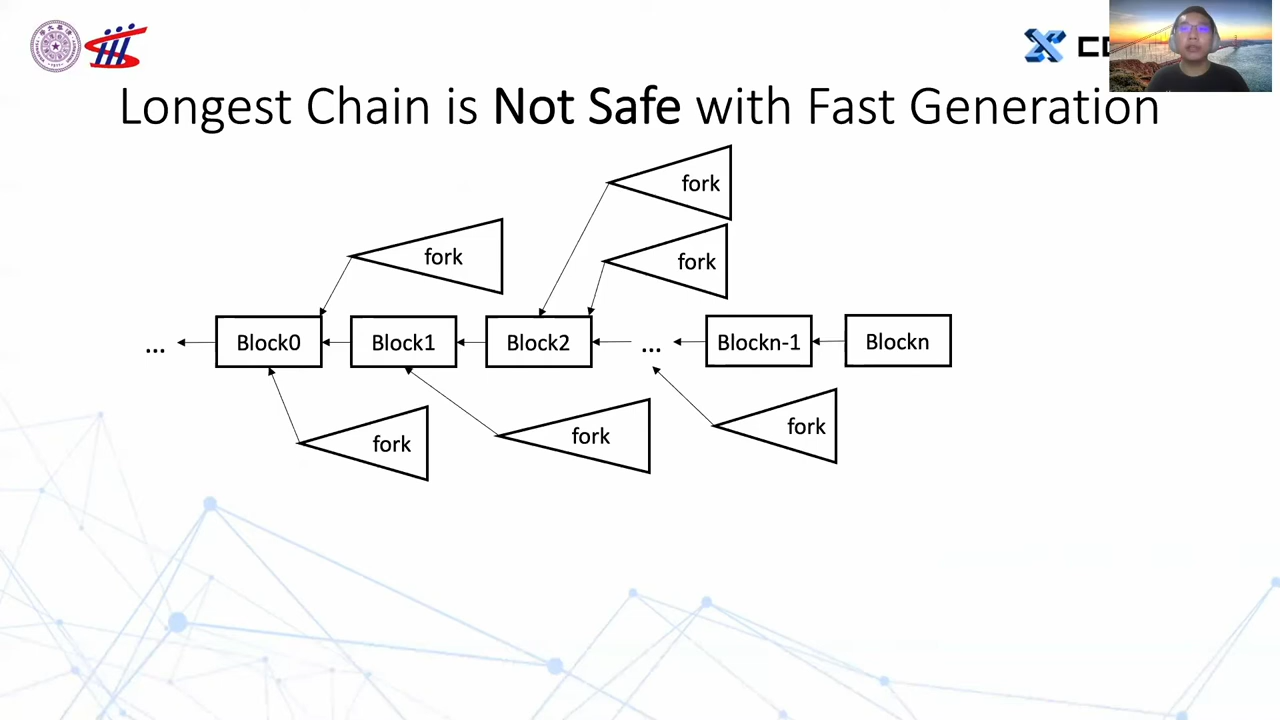 Longest Chain is Not Safe with Fast Generation
fork
fork
fork
... Block0 Block1 Block2 ... Blockn-1 Blockn
fork
fork
fork